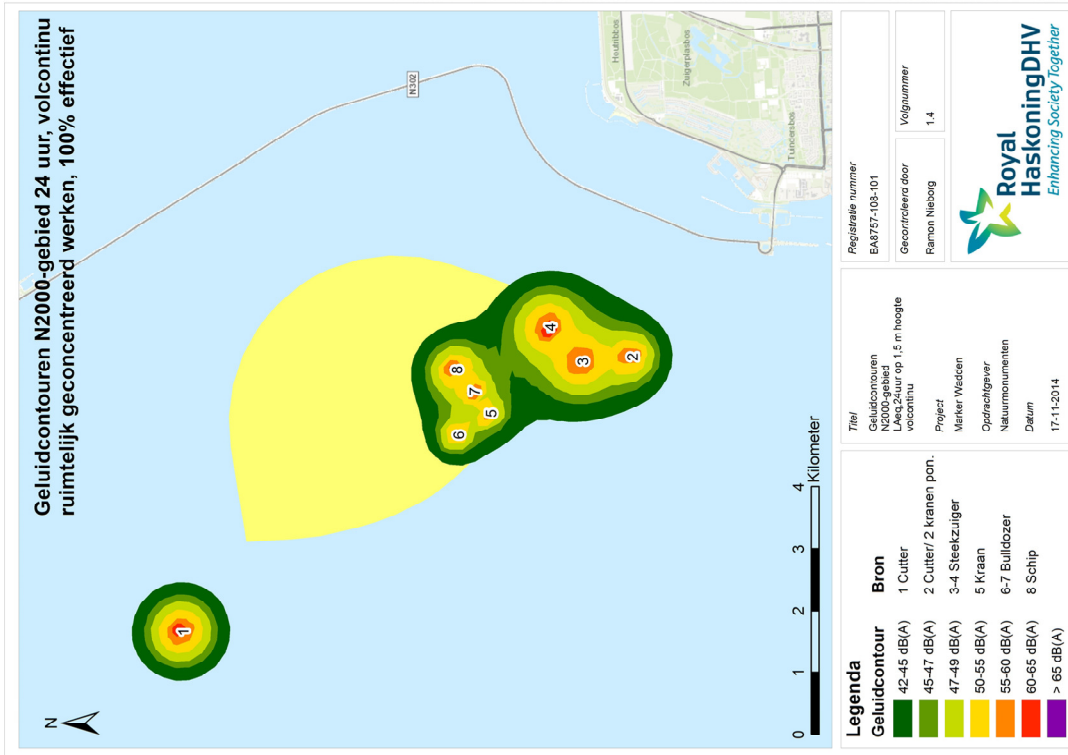 Geluidcontouren N2000-gebied 24 uur, volcontinu
ruimtelijk geconcentreerd werken, 100% effectief
N
N302
Houtribbos
Zuigerplasbos
Tuindersbos
1
8
7
6
5
4
3
2
0 1 2 3 4
Kilometer
Legenda
Geluidcontour
42-45 dB(A)
45-47 dB(A)
47-49 dB(A)
50-55 dB(A)
55-60 dB(A)
60-65 dB(A)
> 65 dB(A)
Bron
1 Cutter
2 Cutter/ 2 kranen pon.
3-4 Steekzuiger
5 Kraan
6-7 Bulldozer
8 Schip
Titel
Geluidcontouren
N2000-gebied
LAeq,24uur op 1,5 m hoogte
volcontinu
Project
Marker Wadden
Opdrachtgever
Natuurmonumenten
Datum
17-11-2014
Registratie nummer
EA8757-108-101
Gecontroleerd door
Ramon Nieborg
Volgnummer
1.4
Royal
HaskoningDHV
Enhancing Society Together